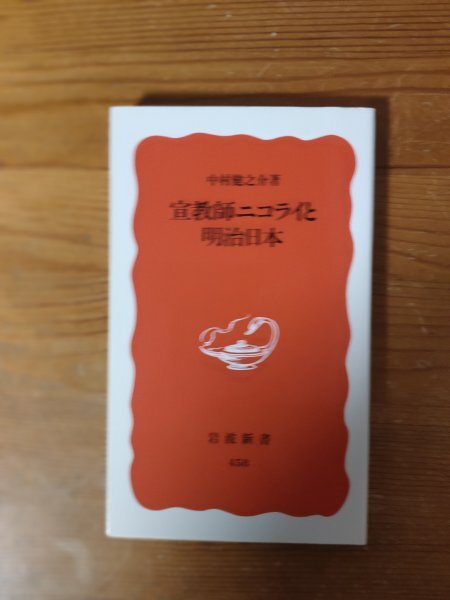 中村健之介著
宣教師ニコライと
明治日本
岩波新書
458